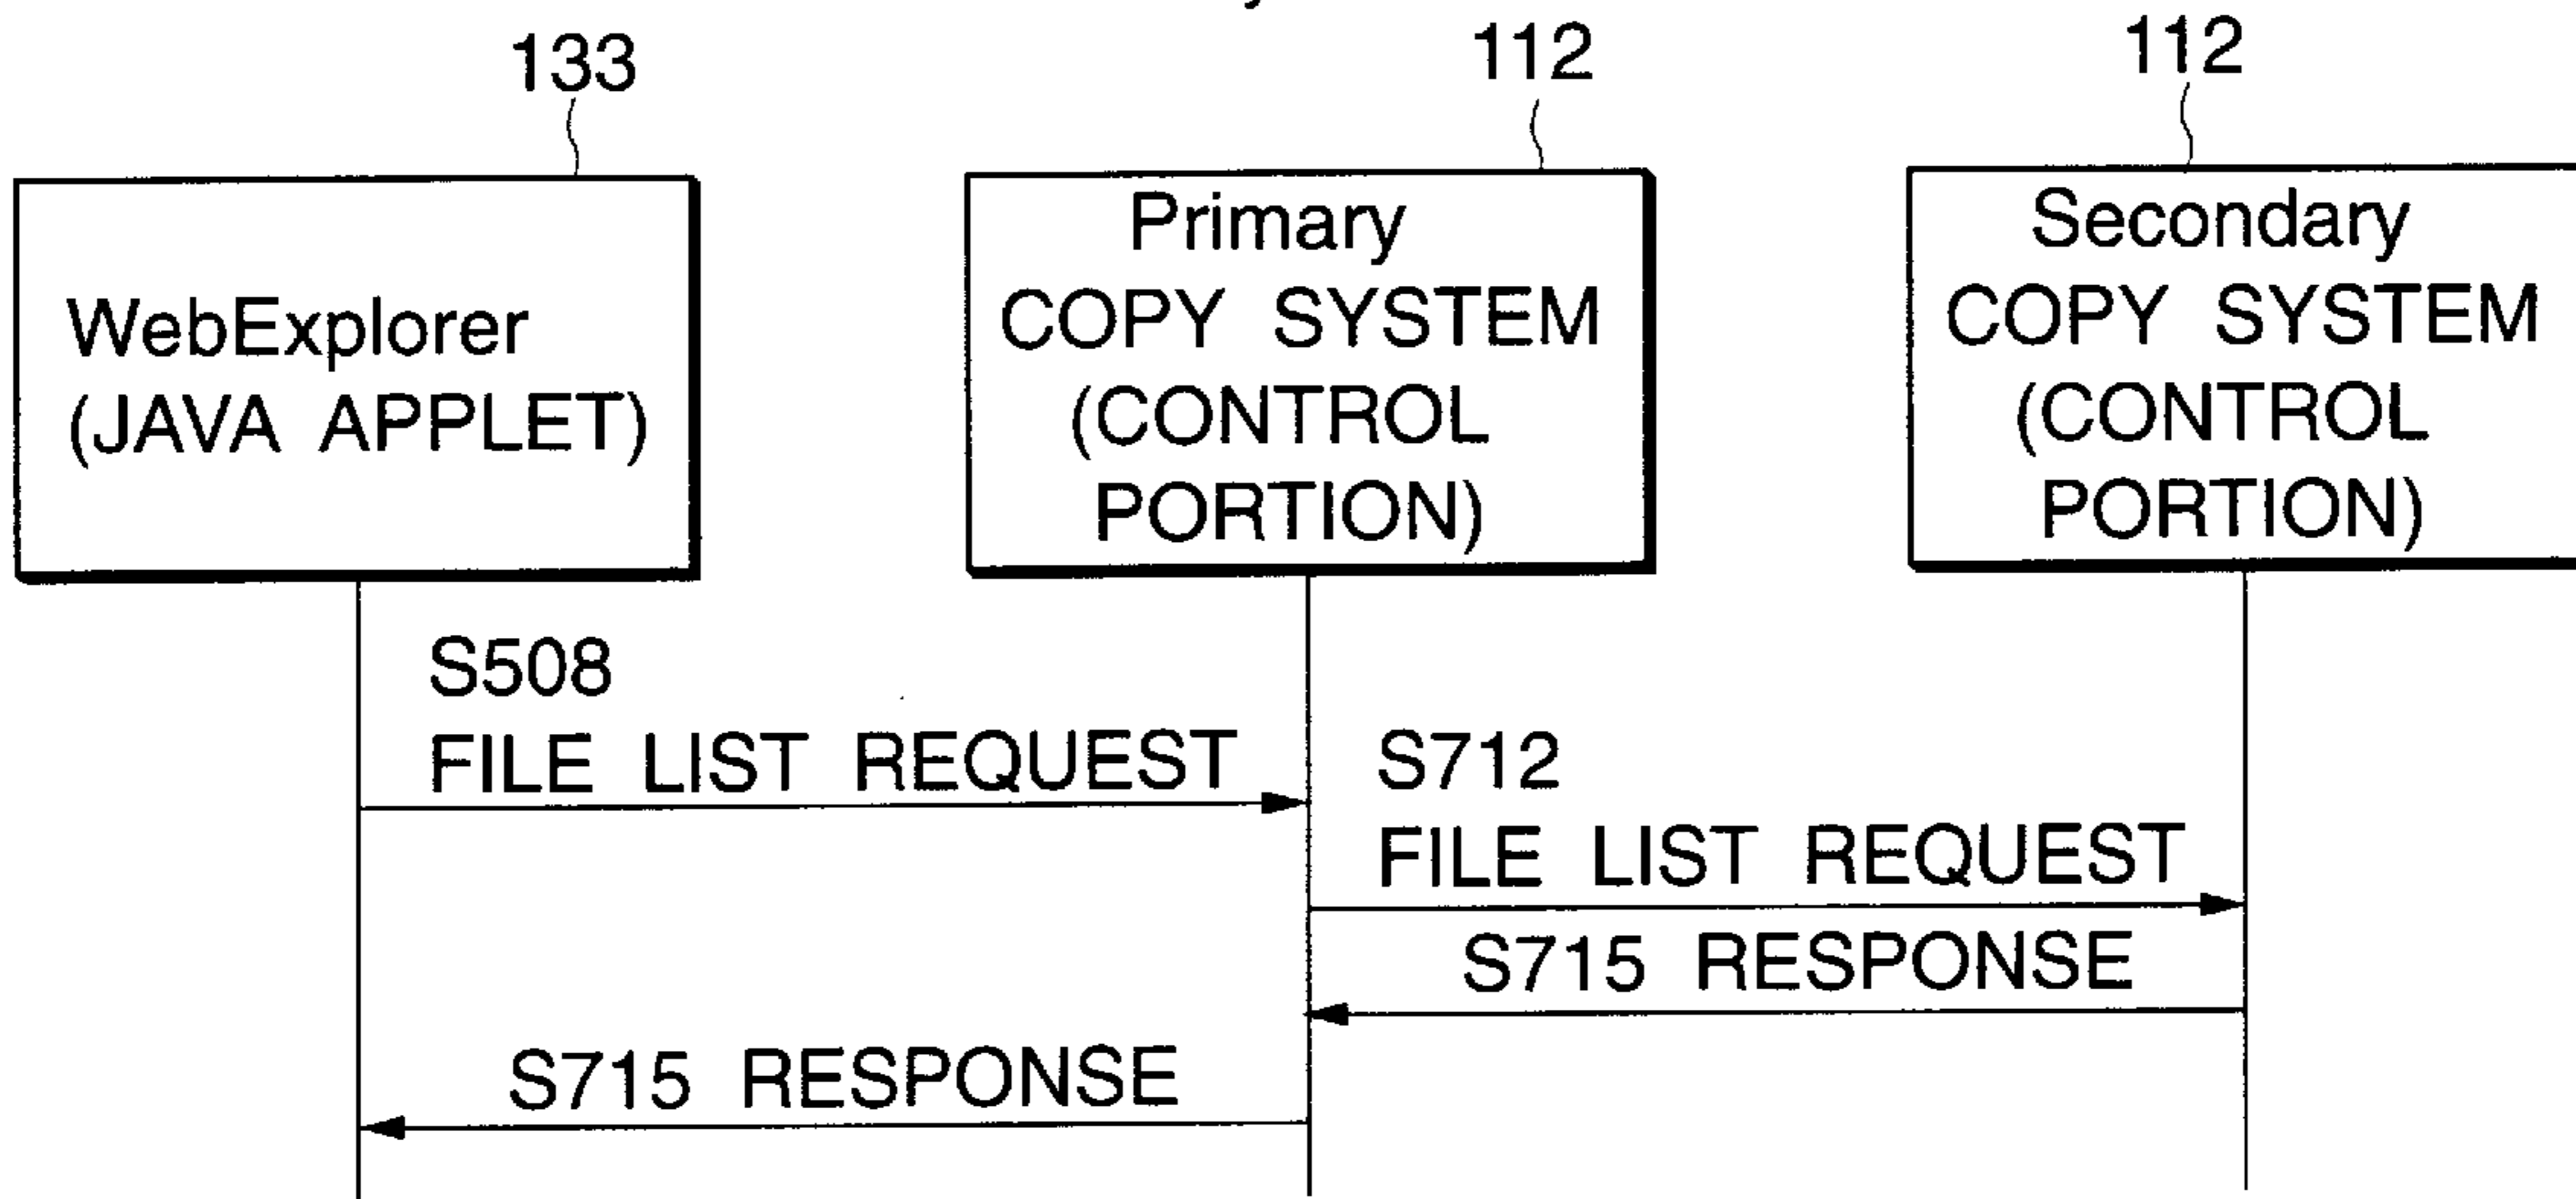 133
112
112
WebExplorer
(JAVA APPLET)
Primary
COPY SYSTEM
(CONTROL
PORTION)
Secondary
COPY SYSTEM
(CONTROL
PORTION)
S508
FILE LIST REQUEST
S712
FILE LIST REQUEST
S715 RESPONSE
S715 RESPONSE